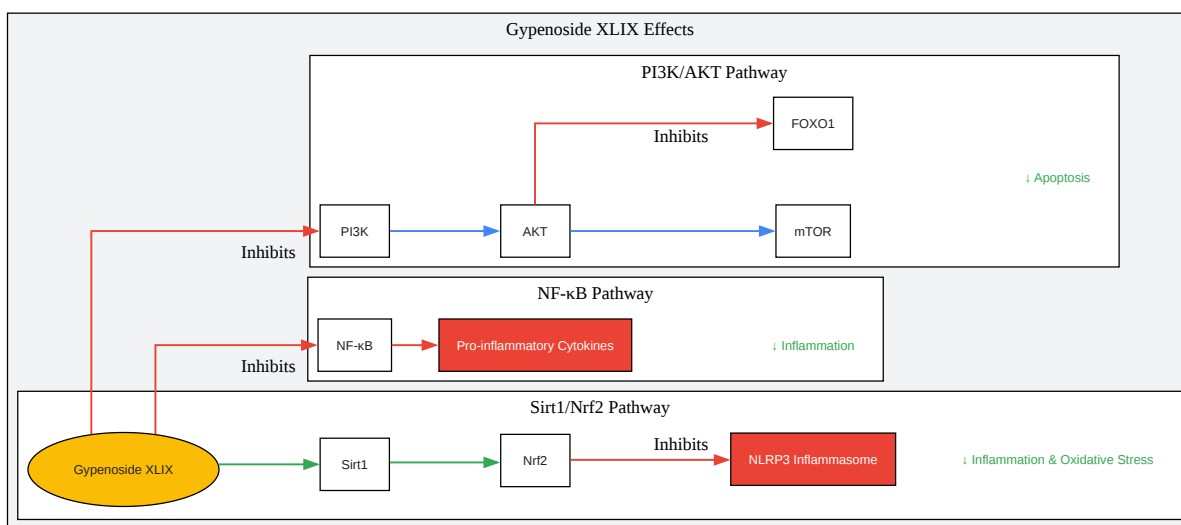 Gypenoside XLIX Effects
PI3K/AKT Pathway
FOXO1
Inhibits
↓ Apoptosis
PI3K
AKT
mTOR
Inhibits
NF-κB Pathway
NF-κB
Pro-inflammatory Cytokines
↓ Inflammation
Inhibits
Sirt1/Nrf2 Pathway
Gypenoside XLIX
Sirt1
Nrf2
Inhibits
NLRP3 Inflammasome
↓ Inflammation & Oxidative Stress